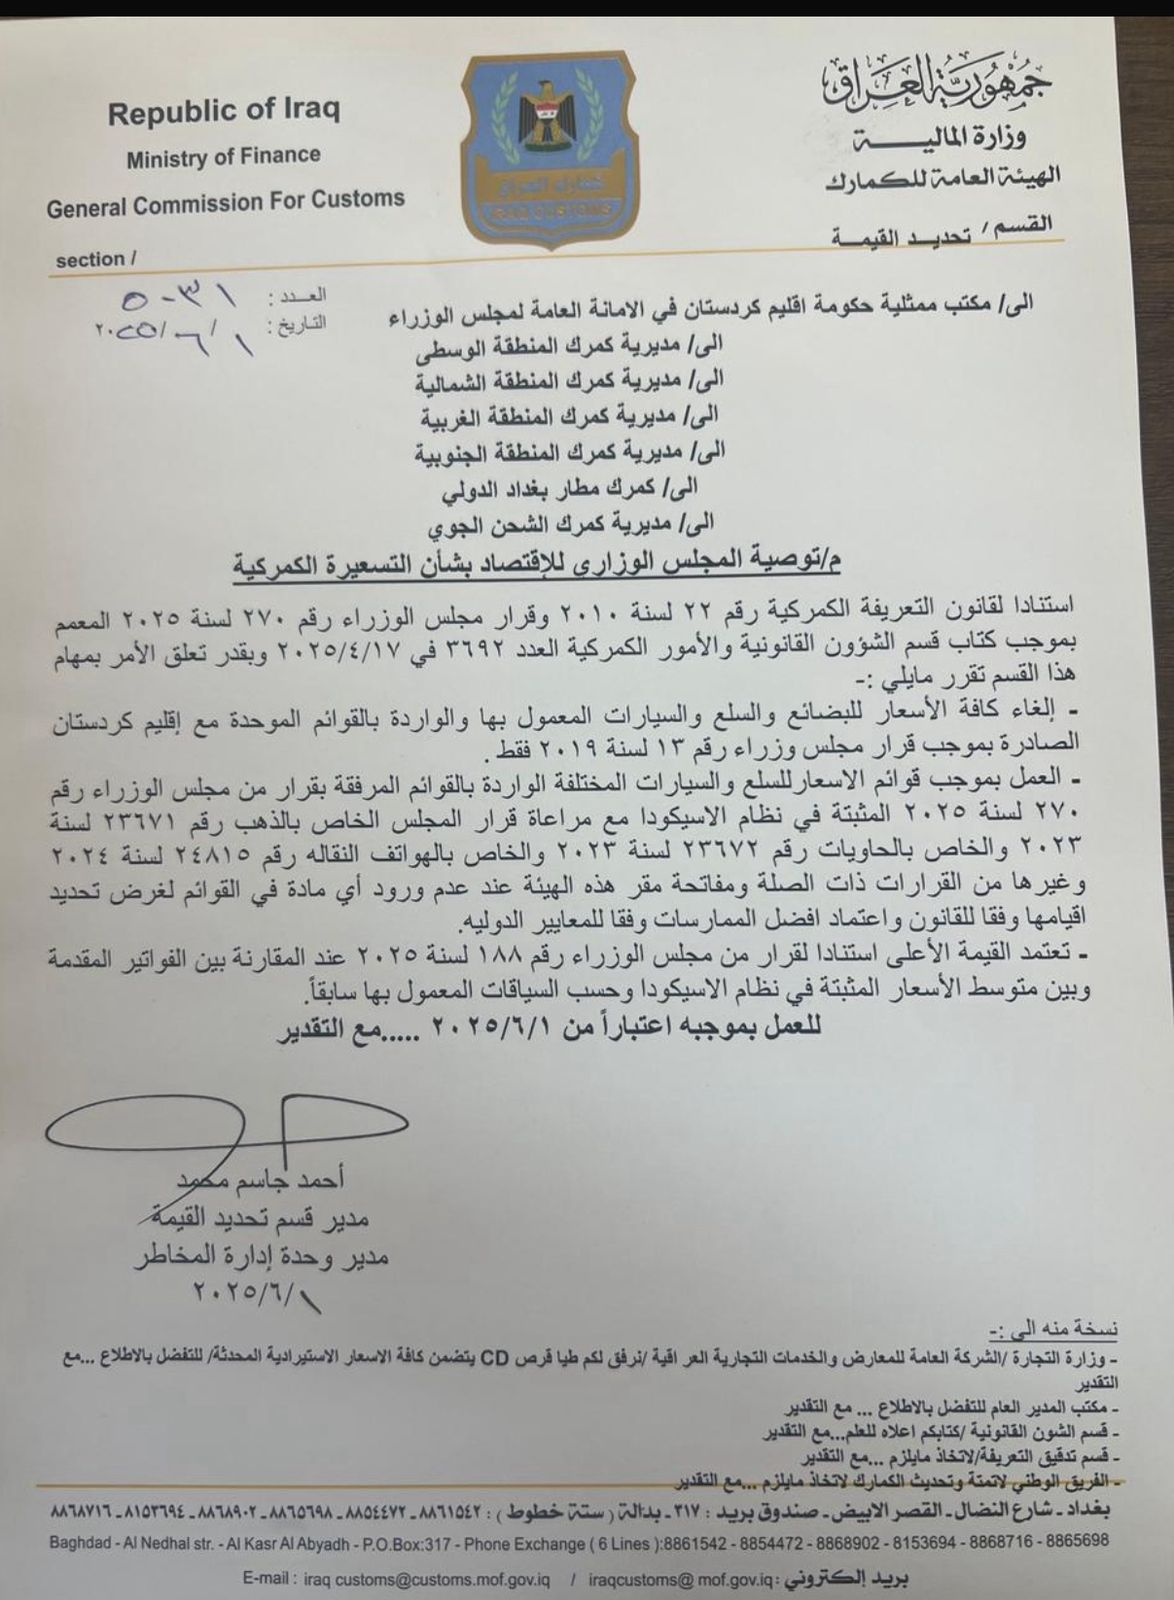 Republic of Iraq
Ministry of Finance
General Commission For Customs
section /
جمهورية العراق
وزارة المالية
الهيئة العامة للكمارك
القسم / تحديد القيمة
كمارك العراق
IRAQ CUSTOMS
العدد :
التاريخ : ٢٠٢٥/٦/١
الى/ مكتب ممثلية حكومة اقليم كردستان في الامانة العامة لمجلس الوزراء
الى/ مديرية كمرك المنطقة الوسطى
الى/ مديرية كمرك المنطقة الشمالية
الى/ مديرية كمرك المنطقة الغربية
الى/ مديرية كمرك المنطقة الجنوبية
الى/ كمرك مطار بغداد الدولي
الى/ مديرية كمرك الشحن الجوي
م/توصية المجلس الوزاري للإقتصاد بشأن التسعيرة الكمركية
استنادا لقانون التعريفة الكمركية رقم ٢٢ لسنة ٢٠١٠ وقرار مجلس الوزراء رقم ٢٧٠ لسنة ٢٠٢٥ المعمم
بموجب كتاب قسم الشؤون القانونية والأمور الكمركية العدد ٣٦٩٢ في ٢٠٢٥/٤/١٧ وبقدر تعلق الأمر بمهام
هذا القسم تقرر مايلي :-
- إلغاء كافة الأسعار للبضائع والسلع والسيارات المعمول بها والواردة بالقوائم الموحدة مع إقليم كردستان
الصادرة بموجب قرار مجلس وزراء رقم ١٣ لسنة ٢٠١٩ فقط .
- العمل بموجب قوائم الاسعارللسلع والسيارات المختلفة الواردة بالقوائم المرفقة بقرار من مجلس الوزراء رقم
٢٧٠ لسنة ٢٠٢٥ المثبتة في نظام الاسيكودا مع مراعاة قرار المجلس الخاص بالذهب رقم ٢٣٦٧١ لسنة
٢٠٢٣ والخاص بالحاويات رقم ٢٣٦٧٢ لسنة ٢٠٢٣ والخاص بالهواتف النقاله رقم ٢٤٨١٥ لسنة ٢٠٢٤
وغيرها من القرارات ذات الصلة ومفاتحة مقر هذه الهيئة عند عدم ورود أي مادة في القوائم لغرض تحديد
اقيامها وفقا للقانون واعتماد افضل الممارسات وفقا للمعايير الدوليه.
- تعتمد القيمة الأعلى استنادا لقرار من مجلس الوزراء رقم ١٨٨ لسنة ٢٠٢٥ عند المقارنة بين الفواتير المقدمة
وبين متوسط الأسعار المثبتة في نظام الاسيكودا وحسب السياقات المعمول بها سابقاً.
للعمل بموجبه اعتباراً من ٢٠٢٥/٦/١ .....مع التقدير
أحمد جاسم محمد
مدير قسم تحديد القيمة
مدير وحدة إدارة المخاطر
٢٠٢٥/٦/١
نسخة منه الى :-
- وزارة التجارة /الشركة العامة للمعارض والخدمات التجارية العراقية /نرفق لكم طيا قرص CD يتضمن كافة الاسعار الاستيرادية المحدثة/ للتفضل بالاطلاع ...مع
التقدير
- مكتب المدير العام للتفضل بالاطلاع ... مع التقدير
- قسم الشون القانونية /كتابكم اعلاه للعلم...مع التقدير
- قسم تدقيق التعريفة/لاتخاذ مايلزم ...مع التقدير
- الفريق الوطني لاتمتة وتحديث الكمارك لاتخاذ مايلزم ...مع التقدير
بغداد ـ شارع النضال ـ القصر الابيض ـ صندوق بريد : ٣١٧ ـ بدالة ( ستة خطوط ) : ٨٨٦١٥٤٢ ـ ٨٨٥٤٤٧٢ ـ ٨٨٦٥٦٩٨ ـ ٨٨٦٨٩٠٢ ـ ٨١٥٣٦٩٤ ـ ٨٨٦٨٧١٦
Baghdad - Al Nedhal str. - Al Kasr Al Abyadh - P.O.Box:317 - Phone Exchange ( 6 Lines ):8861542 - 8854472 - 8868902 - 8153694 - 8868716 - 8865698
E-mail : iraq customs@customs.mof.gov.iq / iraqcustoms@ mof.gov.iq : بريد إلكتروني